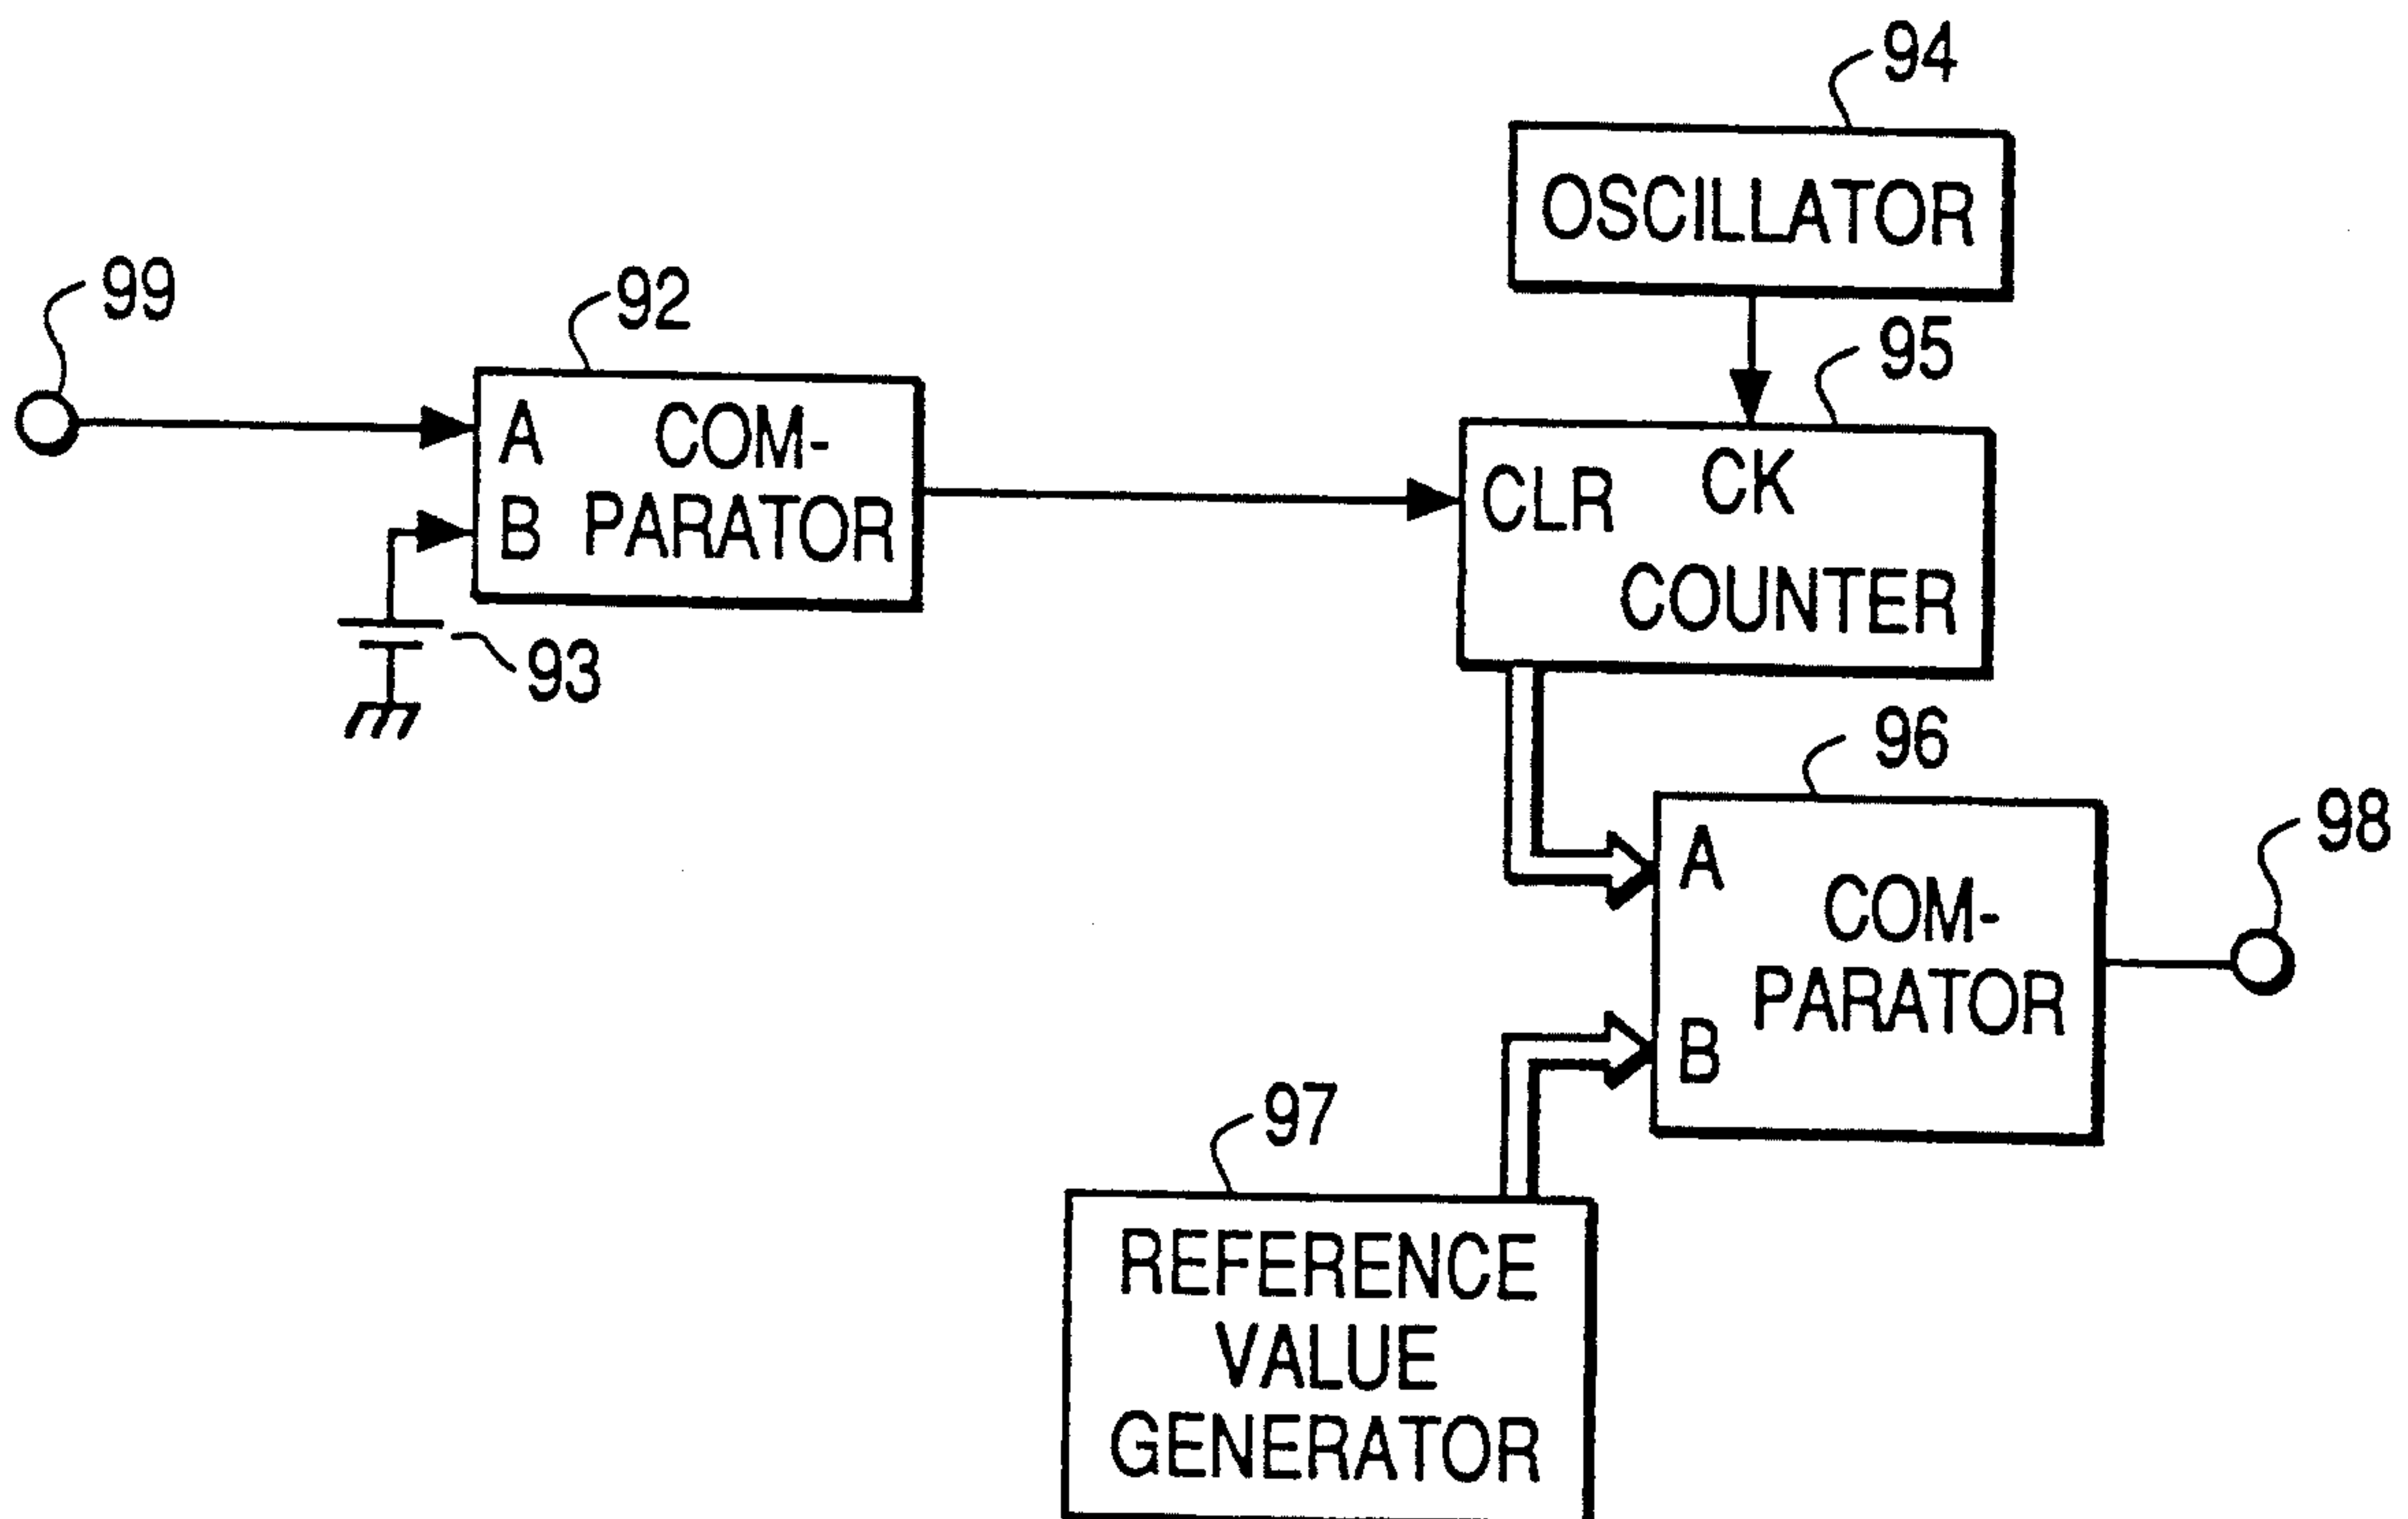 94
OSCILLATOR
99
92
95
A COM-
B PARATOR
CLR CK
COUNTER
93
96
98
A
COM-
PARATOR
B
97
REFERENCE
VALUE
GENERATOR